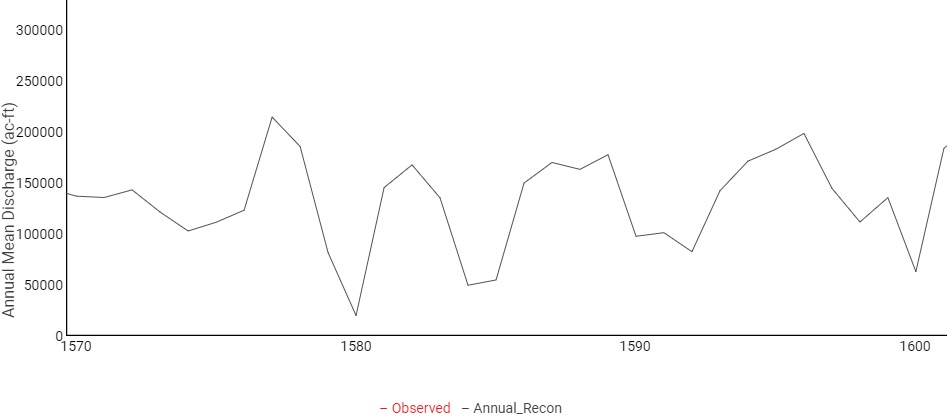 Annual Mean Discharge (ac-ft)
300000
250000
200000
150000
100000
50000
0
1570 1580 1590 1600
– Observed – Annual_Recon